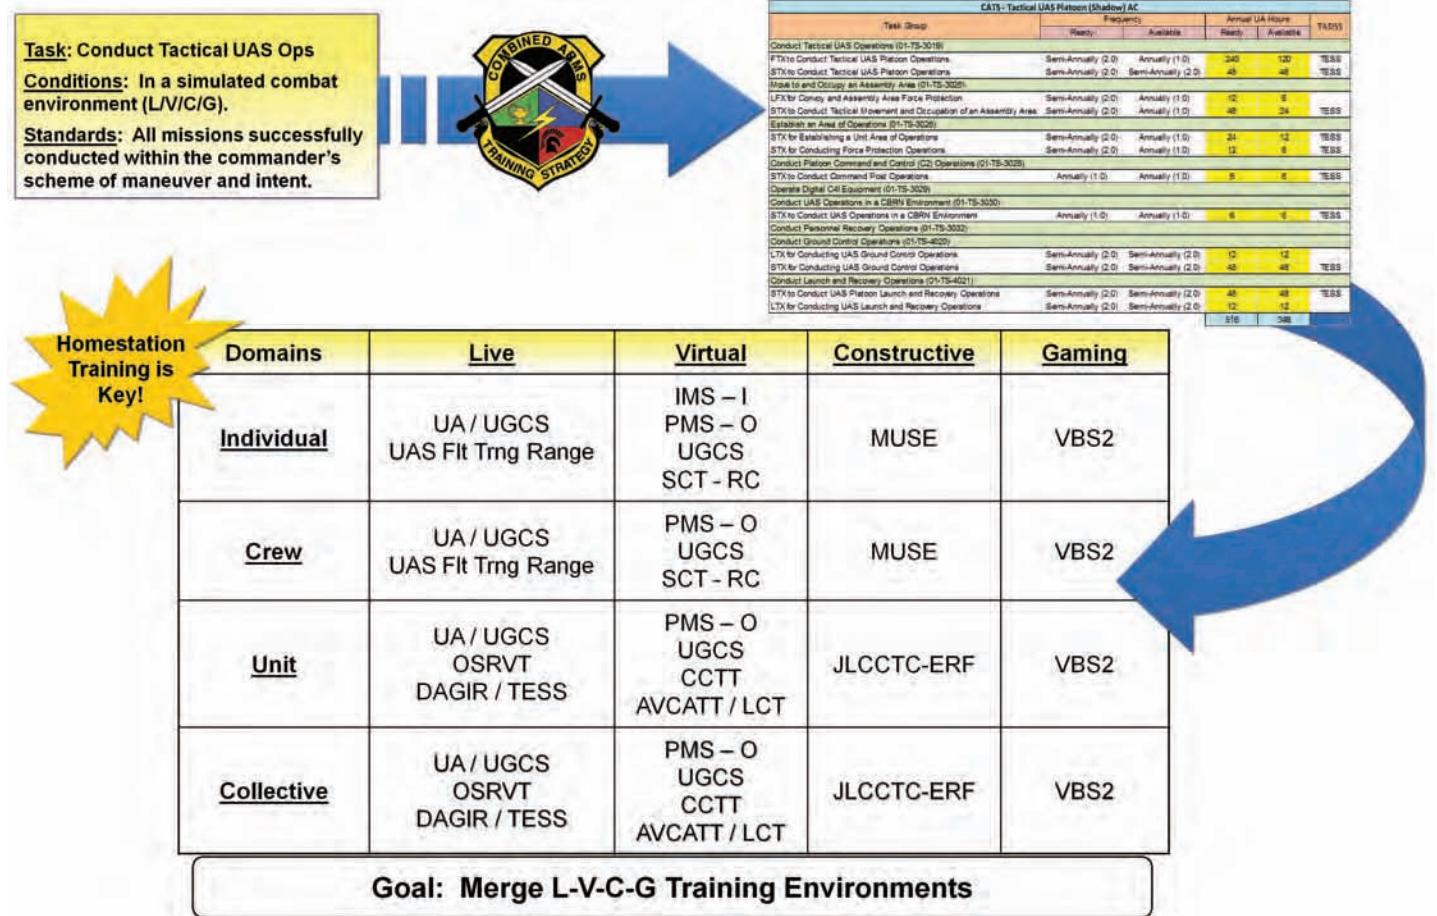 Task: Conduct Tactical UAS Ops
Conditions: In a simulated combat
environment (L/V/C/G).
Standards: All missions successfully
conducted within the commander's
scheme of maneuver and intent.
COMBINED ARMS
TRAINING STRATEGY
CATS - Tactical UAS Platoon (Shadow) AC
Task Group Frequency Annual UA Hours TADSS
Ready Available Ready Available
Conduct Tactical UAS Operations (01-TS-3019)
FTX to Conduct Tactical UAS Platoon Operations Semi-Annually (2.0) Annually (1.0) 240 120 TESS
STX to Conduct Tactical UAS Platoon Operations Semi-Annually (2.0) Semi-Annually (2.0) 48 48 TESS
Move to and Occupy an Assembly Area
LFX for Convoy and Assembly Area Force Protection Semi-Annually (2.0) Annually (1.0) 12 6
STX to Conduct Tactical Movement and Occupation of an Assembly Area Semi-Annually (2.0) Annually (1.0) 48 24 TESS
Establish an Area of Operations
STX for Establishing a Unit Area of Operations Semi-Annually (2.0) Annually (1.0) 24 12 TESS
STX for Conducting Force Protection Operations Semi-Annually (2.0) Annually (1.0) 12 6 TESS
Conduct Platoon Command and Control (C2) Operations
STX to Conduct Command Post Operations Annually (1.0) Annually (1.0) 6 6 TESS
Operate Digital C4I Equipment (01-TS-3029)
Conduct UAS Operations in a CBRN Environment (01-TS-3030)
STX to Conduct UAS Operations in a CBRN Environment Annually (1.0) Annually (1.0) 6 6 TESS
Conduct Personnel Recovery Operations (01-TS-3032)
Conduct Ground Control Operations (01-TS-4020)
LTX for Conducting UAS Ground Control Operations Semi-Annually (2.0) Semi-Annually (2.0) 12 12
STX for Conducting UAS Ground Control Operations Semi-Annually (2.0) Semi-Annually (2.0) 48 48 TESS
Conduct Launch and Recovery Operations (01-TS-4021)
STX to Conduct UAS Platoon Launch and Recovery Operations Semi-Annually (2.0) Semi-Annually (2.0) 48 48 TESS
LTX for Conducting UAS Launch and Recovery Operations Semi-Annually (2.0) Semi-Annually (2.0) 12 12
516 348
Homestation
Training is
Key!
Domains Live Virtual Constructive Gaming
Individual
UA / UGCS
UAS Flt Trng Range
IMS – I
PMS – O
UGCS
SCT - RC
MUSE
VBS2
Crew
UA / UGCS
UAS Flt Trng Range
PMS – O
UGCS
SCT - RC
MUSE
VBS2
Unit
UA / UGCS
OSRVT
DAGIR / TESS
PMS – O
UGCS
CCTT
AVCATT / LCT
JLCCTC-ERF
VBS2
Collective
UA / UGCS
OSRVT
DAGIR / TESS
PMS – O
UGCS
CCTT
AVCATT / LCT
JLCCTC-ERF
VBS2
Goal: Merge L-V-C-G Training Environments